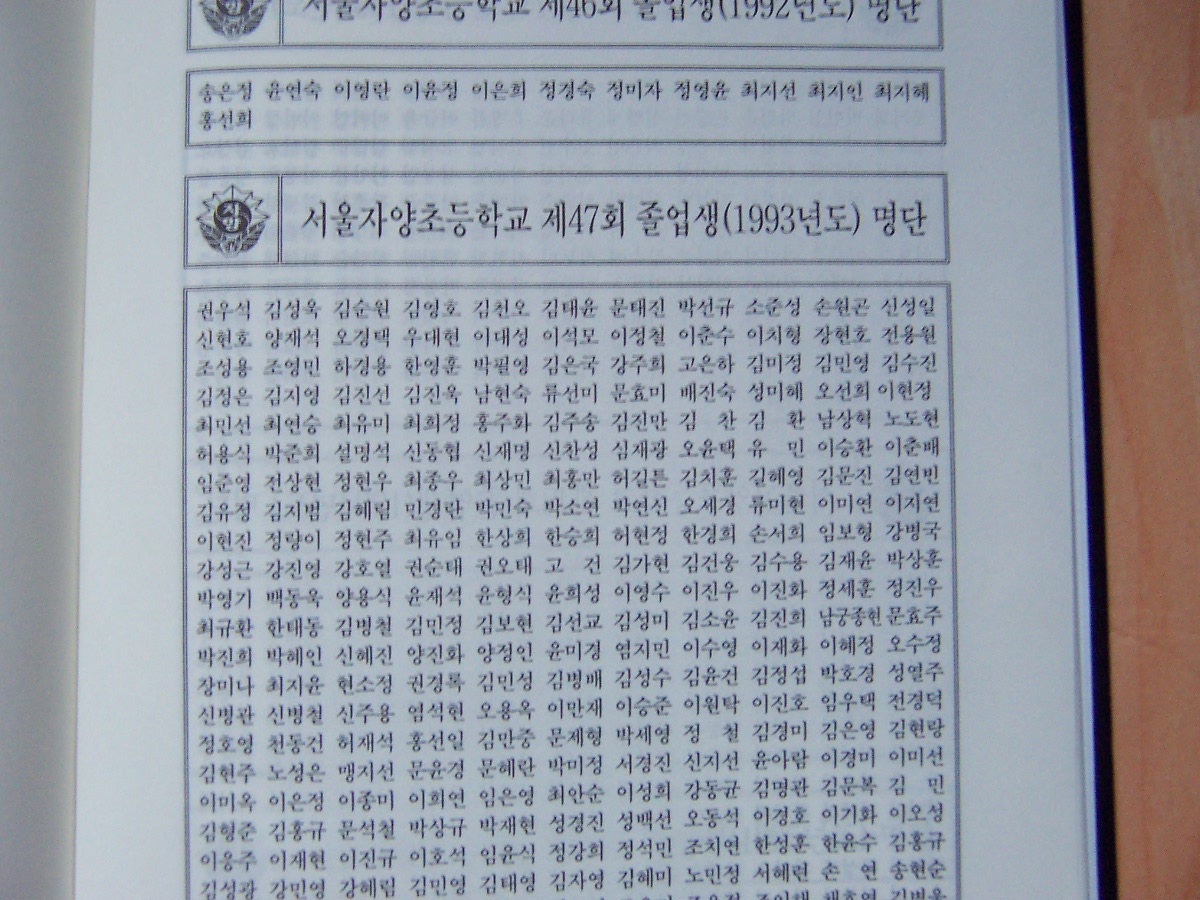 서울자양초등학교 제46회 졸업생(1992년도) 명단
송은정 윤연숙 이영란 이윤정 이은희 정경숙 정미자 정영윤 최지선 최지인 최지혜
홍선희
서울자양초등학교 제47회 졸업생(1993년도) 명단
권우석 김성욱 김순원 김영호 김천오 김태윤 문태진 박선규 소준성 손원곤 신성일
신현호 양재석 오경택 우대현 이대성 이석모 이정철 이춘수 이치형 장현호 전용원
조성용 조영민 하경용 한영훈 박필영 김은국 강주희 고은하 김미정 김민영 김수진
김정은 김지영 김진선 김진욱 남현숙 류선미 문효미 배진숙 성미혜 오선희 이현정
최민선 최연승 최유미 최희정 홍주화 김주송 김진만 김 찬 김 환 남상혁 노도현
허용식 박준희 설명석 신동협 신재명 신찬성 심재광 오윤택 유 민 이승환 이춘배
임준영 전상현 정현우 최종우 최상민 최홍만 허길튼 김치훈 길혜영 김문진 김연빈
김유정 김지범 김혜림 민경란 박민숙 박소연 박연신 오세경 류미현 이미연 이지연
이현진 정량이 정현주 최유임 한상희 한승희 허현정 한경희 손서희 임보형 강병국
강성근 강진영 강호열 권순태 권오태 고 건 김가현 김건웅 김수용 김재윤 박상훈
박영기 백동욱 양용식 윤재석 윤형식 윤희성 이영수 이진우 이진화 정세훈 정진우
최규환 한태동 김병철 김민정 김보현 김선교 김성미 김소윤 김진희 남궁종현 문효주
박진희 박혜인 신혜진 양진화 양정인 윤미경 염지민 이수영 이재화 이혜정 오수정
장미나 최지윤 현소정 권경록 김민성 김병배 김성수 김윤건 김정섭 박호경 성열주
신병관 신병철 신주용 염석현 오용옥 이만재 이승준 이원탁 이진호 임우택 전경덕
정호영 천동건 허재석 홍선일 김만중 문제형 박세영 정 철 김경미 김은영 김현랑
김현주 노성은 맹지선 문윤경 문혜란 박미정 서경진 신지선 윤아람 이경미 이미선
이미옥 이은정 이종미 이희연 임은영 최안순 이성희 강동균 김명관 김문복 김 민
김형준 김홍규 문석철 박상규 박재현 성경진 성백선 오동석 이경호 이기화 이오성
이웅주 이재현 이진규 이호석 임윤식 정강희 정석민 조치연 한성훈 한윤수 김홍규
김성광 강민영 강혜림 김민영 김태영 김자영 김혜미 노민정 서혜련 손 연 송현순